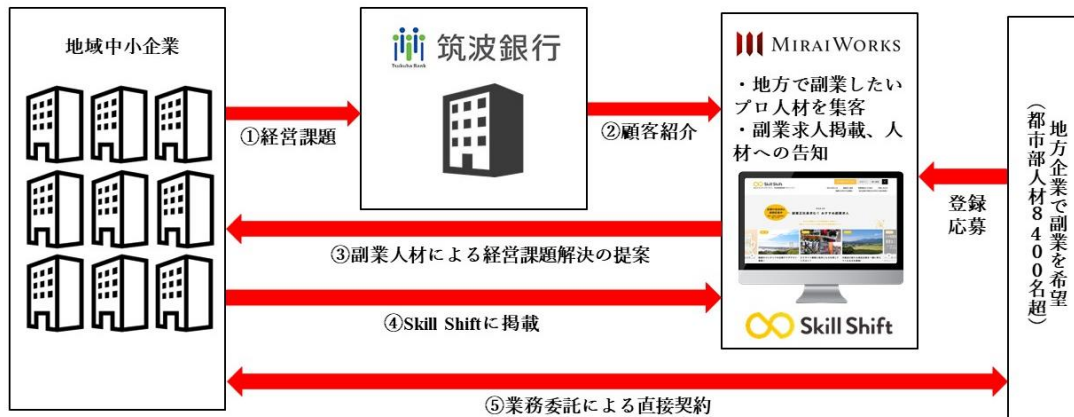 地域中小企業
①経営課題
Tsukuba Bank
筑波銀行
②顧客紹介
MIRAIWORKS
・地方で副業したい
プロ人材を集客
・副業求人掲載、人
材への告知
Skill Shift
Skill Shift
登録
応募
地方企業で副業を希望
（都市部人材8400名超）
③副業人材による経営課題解決の提案
④Skill Shiftに掲載
⑤業務委託による直接契約